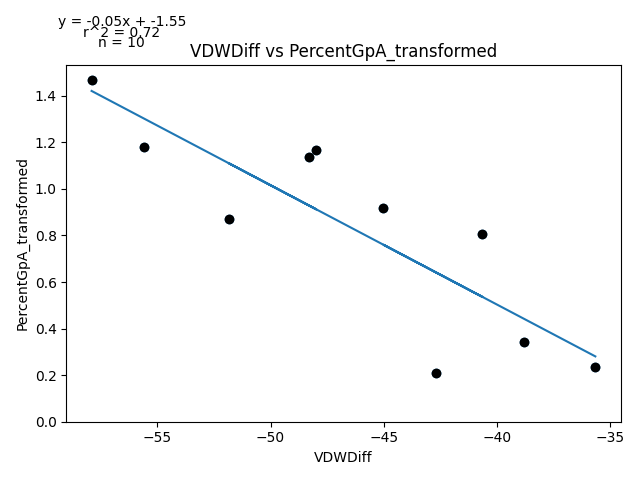 y = -0.05x + -1.55
r^2 = 0.72
n = 10
VDWDiff vs PercentGpA_transformed
PercentGpA_transformed
1.4
1.2
1.0
0.8
0.6
0.4
0.2
0.0
−55
−50
−45
−40
−35
VDWDiff